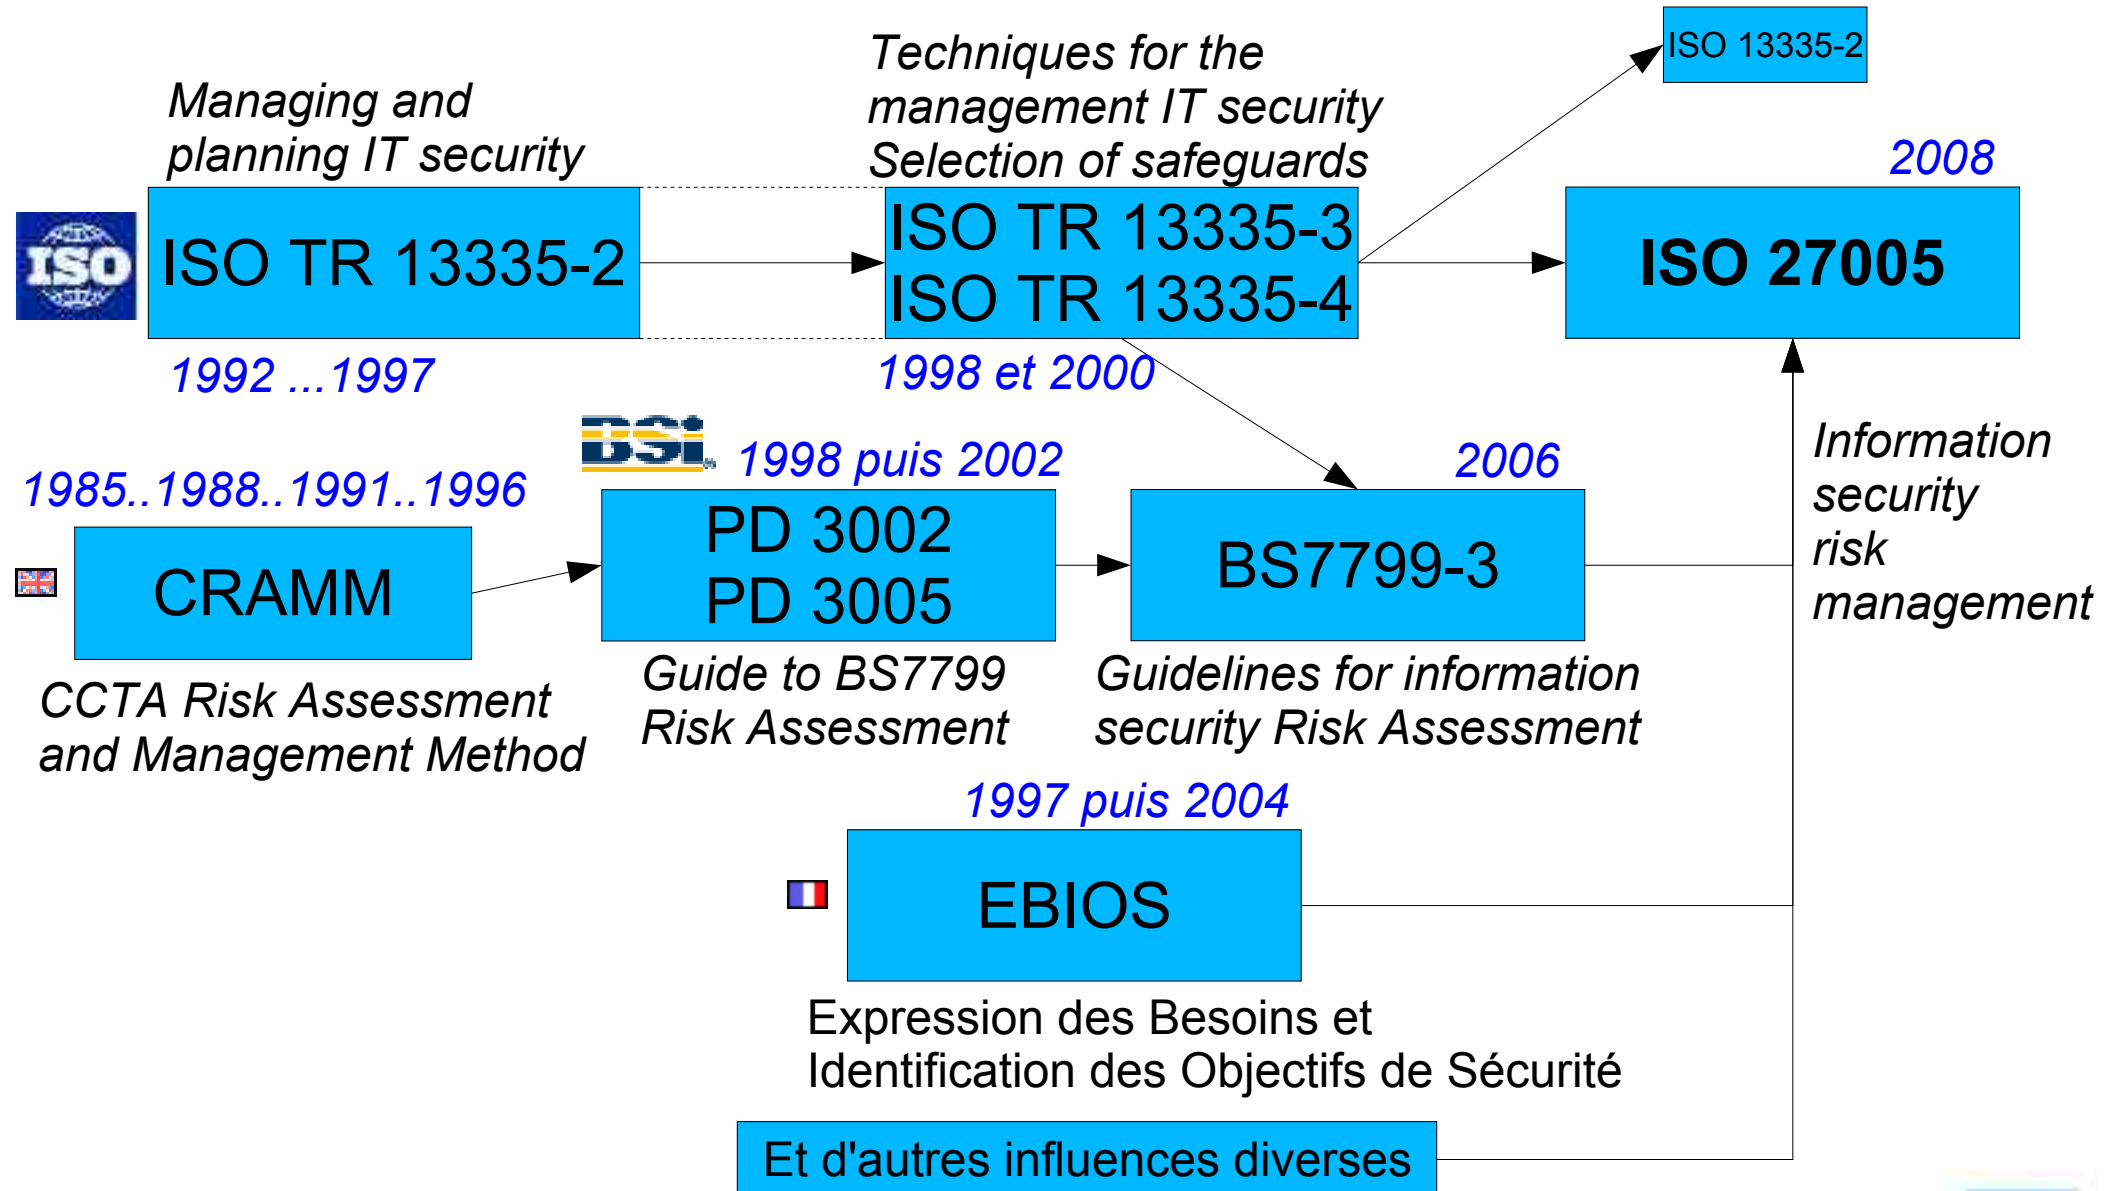 ISO 13335-2
Techniques for the
management IT security
Selection of safeguards
Managing and
planning IT security
2008
ISO
ISO TR 13335-2
ISO TR 13335-3
ISO TR 13335-4
ISO 27005
1992 ...1997
1998 et 2000
BSi
1998 puis 2002
2006
1985..1988..1991..1996
Information
security
risk
management
CRAMM
PD 3002
PD 3005
BS7799-3
CCTA Risk Assessment
and Management Method
Guide to BS7799
Risk Assessment
Guidelines for information
security Risk Assessment
1997 puis 2004
EBIOS
Expression des Besoins et
Identification des Objectifs de Sécurité
Et d'autres influences diverses